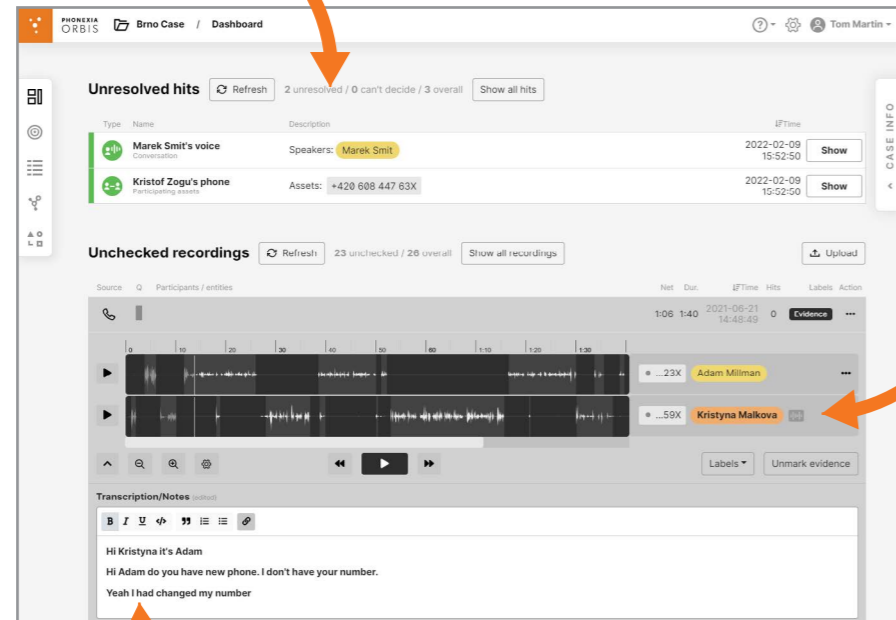 PHONEXIA
ORBIS
Brno Case / Dashboard
? Tom Martin
Unresolved hits Refresh 2 unresolved / 0 can't decide / 3 overall Show all hits
Type Name Description Time
Marek Smit's voice Speakers: Marek Smit 2022-02-09 Show
Conversation 15:52:50
Kristof Zogu's phone Assets: +420 608 447 63X 2022-02-09 Show
Participating assets 15:52:50
CASE INFO
Unchecked recordings Refresh 23 unchecked / 26 overall Show all recordings Upload
Source Q Participants / entities Net Dur. Time Hits Labels Action
1:06 1:40 2021-06-21 0 Evidence
14:48:49
0 10 20 30 40 50 60 1:10 1:20 1:30
...23X Adam Millman
...59X Kristyna Malkova
Labels Unmark evidence
Transcription/Notes (edited)
B I U </>
Hi Kristyna it's Adam
Hi Adam do you have new phone. I don't have your number.
Yeah I had changed my number